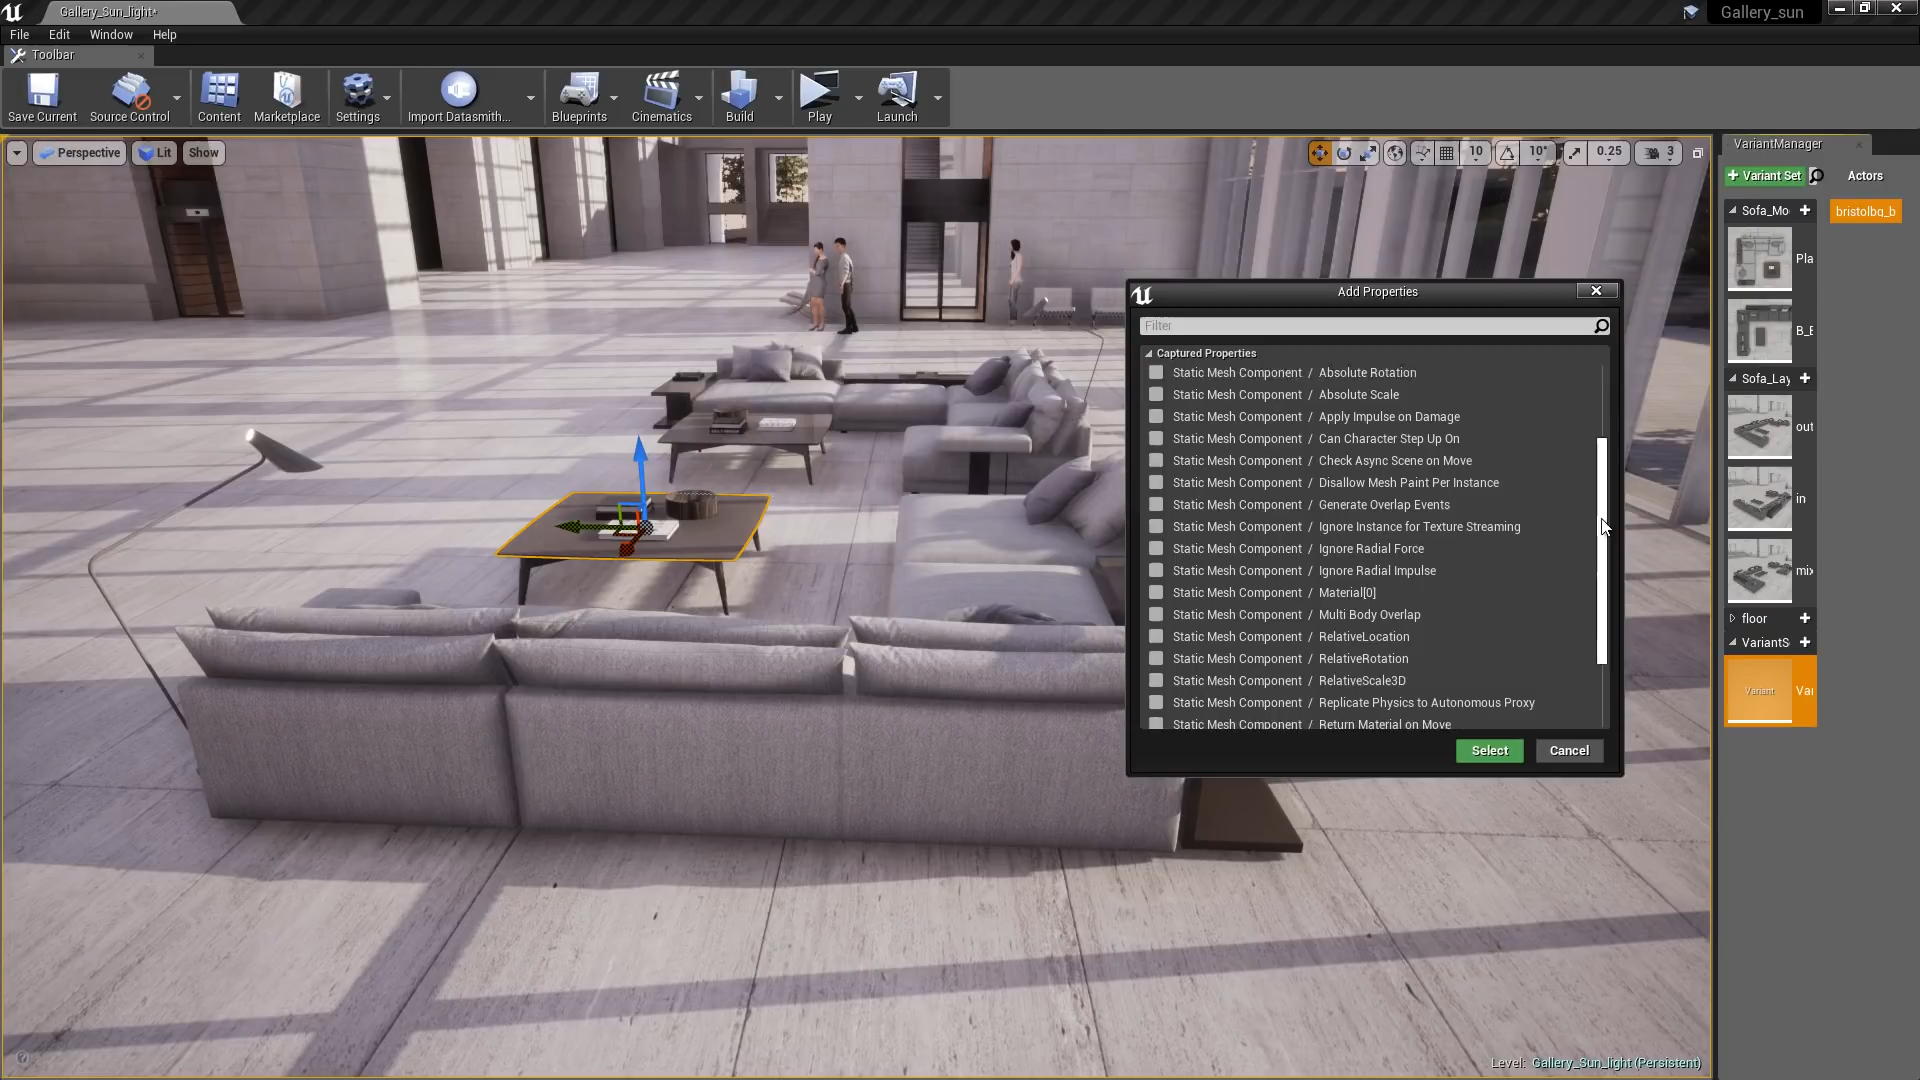 Gallery_Sun_light*
Gallery_sun
File Edit Window Help
Toolbar
Save Current Source Control Content Marketplace Settings Import Datasmith... Blueprints Cinematics Build Play Launch
Perspective Lit Show
10 10° 0.25 3
VariantManager
Variant Set
Actors
Sofa_Mo
bristolbq_b
Pla
B_E
Sofa_Lay
out
in
mix
floor
VariantS
Variant
Var
Add Properties
Filter
Captured Properties
Static Mesh Component / Absolute Rotation
Static Mesh Component / Absolute Scale
Static Mesh Component / Apply Impulse on Damage
Static Mesh Component / Can Character Step Up On
Static Mesh Component / Check Async Scene on Move
Static Mesh Component / Disallow Mesh Paint Per Instance
Static Mesh Component / Generate Overlap Events
Static Mesh Component / Ignore Instance for Texture Streaming
Static Mesh Component / Ignore Radial Force
Static Mesh Component / Ignore Radial Impulse
Static Mesh Component / Material[0]
Static Mesh Component / Multi Body Overlap
Static Mesh Component / RelativeLocation
Static Mesh Component / RelativeRotation
Static Mesh Component / RelativeScale3D
Static Mesh Component / Replicate Physics to Autonomous Proxy
Static Mesh Component / Return Material on Move
Select Cancel
Level: Gallery_Sun_light (Persistent)